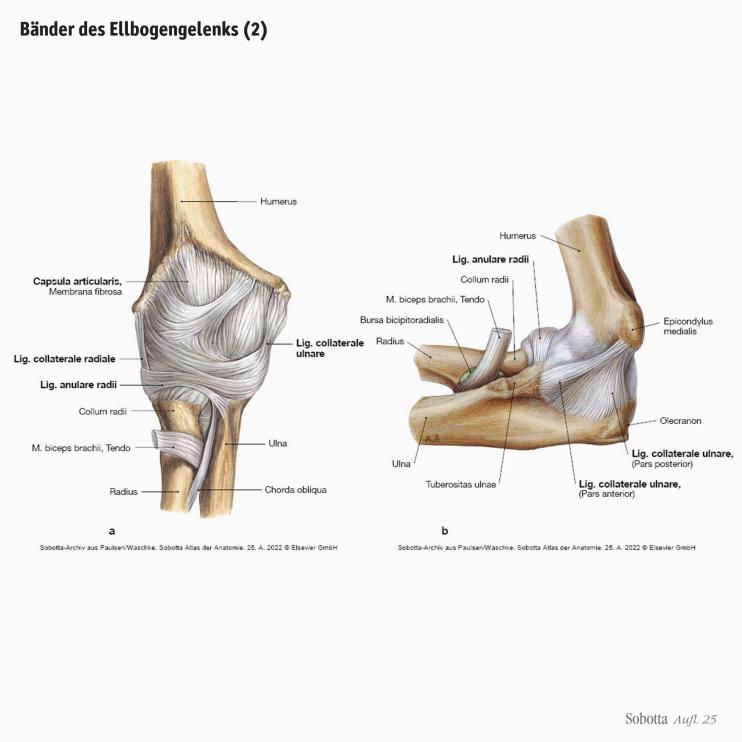 Bänder des Ellbogengelenks (2)
Humerus
Capsula articularis,
Membrana fibrosa
Lig. collaterale radiale
Lig. anulare radii
Collum radii
M. biceps brachii, Tendo
Radius
Lig. collaterale
ulnare
Ulna
Chorda obliqua
a
Sobotta-Archiv aus Paulsen/Waschke. Sobotta Atlas der Anatomie. 25. A. 2022 © Elsevier GmbH
Humerus
Lig. anulare radii
Collum radii
M. biceps brachii, Tendo
Bursa bicipitoradialis
Radius
Epicondylus
medialis
Olecranon
Lig. collaterale ulnare,
(Pars posterior)
Lig. collaterale ulnare,
(Pars anterior)
Ulna
Tuberositas ulnae
b
Sobotta-Archiv aus Paulsen/Waschke. Sobotta Atlas der Anatomie. 25. A. 2022 © Elsevier GmbH
Sobotta Aufl. 25